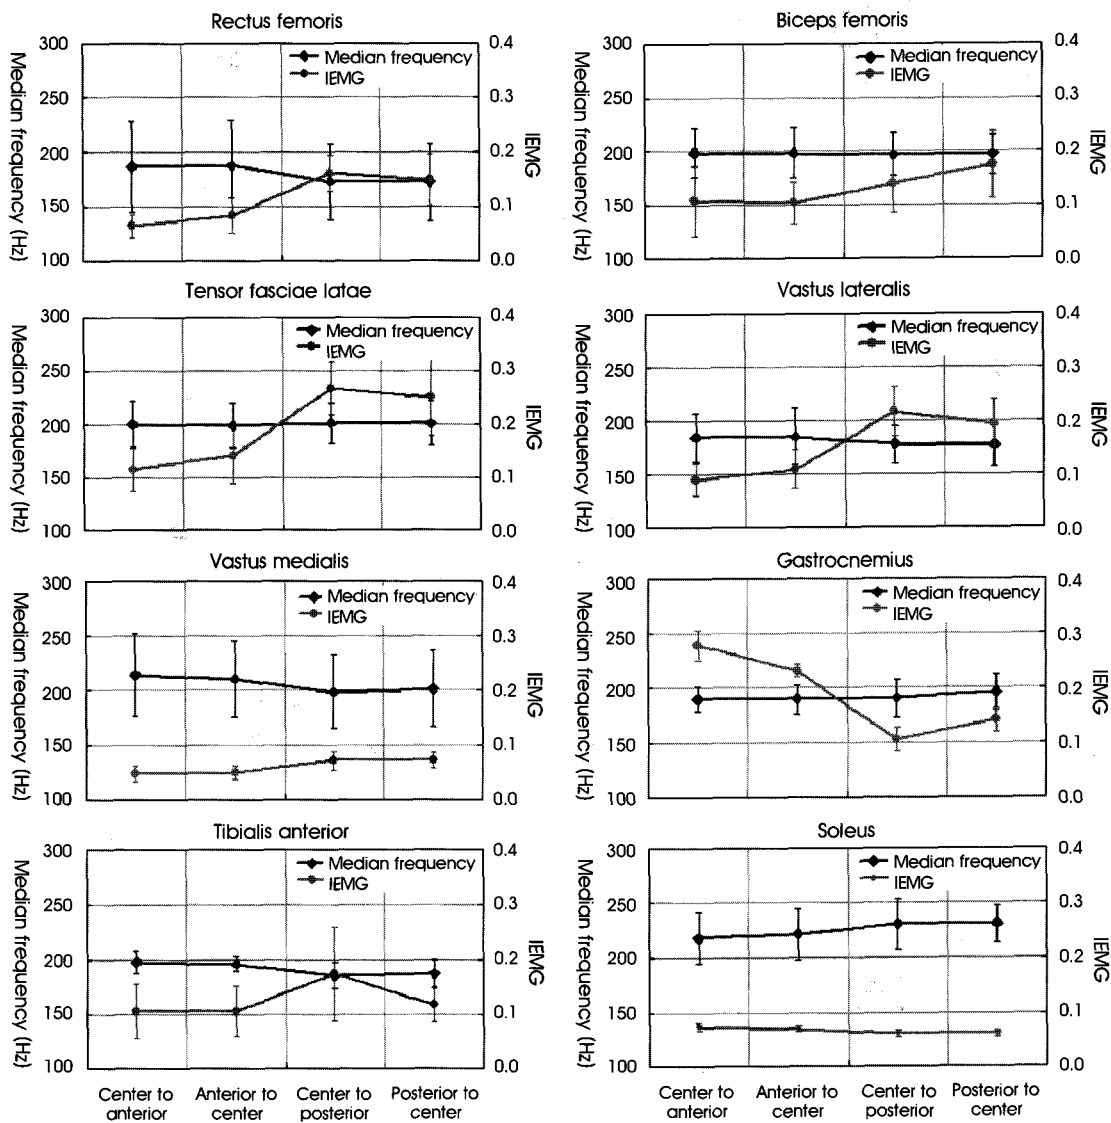 Rectus femoris
Median frequency (Hz)
300
250
200
150
100
Median frequency
IEMG
0.4
0.3
0.2
0.1
0.0
IEMG
Biceps femoris
Median frequency (Hz)
300
250
200
150
100
Median frequency
IEMG
0.4
0.3
0.2
0.1
0.0
IEMG
Tensor fasciae latae
Median frequency (Hz)
300
250
200
150
100
Median frequency
IEMG
0.4
0.3
0.2
0.1
0.0
IEMG
Vastus lateralis
Median frequency (Hz)
300
250
200
150
100
Median frequency
IEMG
0.4
0.3
0.2
0.1
0.0
IEMG
Vastus medialis
Median frequency (Hz)
300
250
200
150
100
Median frequency
IEMG
0.4
0.3
0.2
0.1
0.0
IEMG
Gastrocnemius
Median frequency (Hz)
300
250
200
150
100
Median frequency
IEMG
0.4
0.3
0.2
0.1
0.0
IEMG
Tibialis anterior
Median frequency (Hz)
300
250
200
150
100
Median frequency
IEMG
0.4
0.3
0.2
0.1
0.0
IEMG
Center to anterior
Anterior to center
Center to posterior
Posterior to center
Soleus
Median frequency (Hz)
300
250
200
150
100
Median frequency
IEMG
0.4
0.3
0.2
0.1
0.0
IEMG
Center to anterior
Anterior to center
Center to posterior
Posterior to center